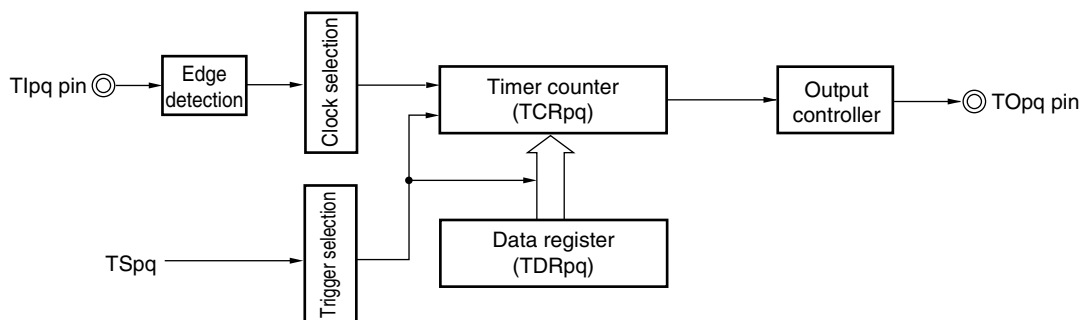 TIpq pin
Edge
detection
Clock selection
Timer counter
(TCRpq)
Output
controller
TOpq pin
TSpq
Trigger selection
Data register
(TDRpq)